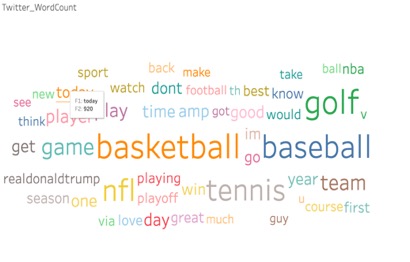 Twitter_WordCount
sport back make take ball nba
new today watch dont football th best know
see F1: today
F2: 920
play time amp got good would golf v
think player
get game basketball im go baseball
realdonaldtrump nfl playing win tennis year team
season one playoff u course first
via love day great much guy